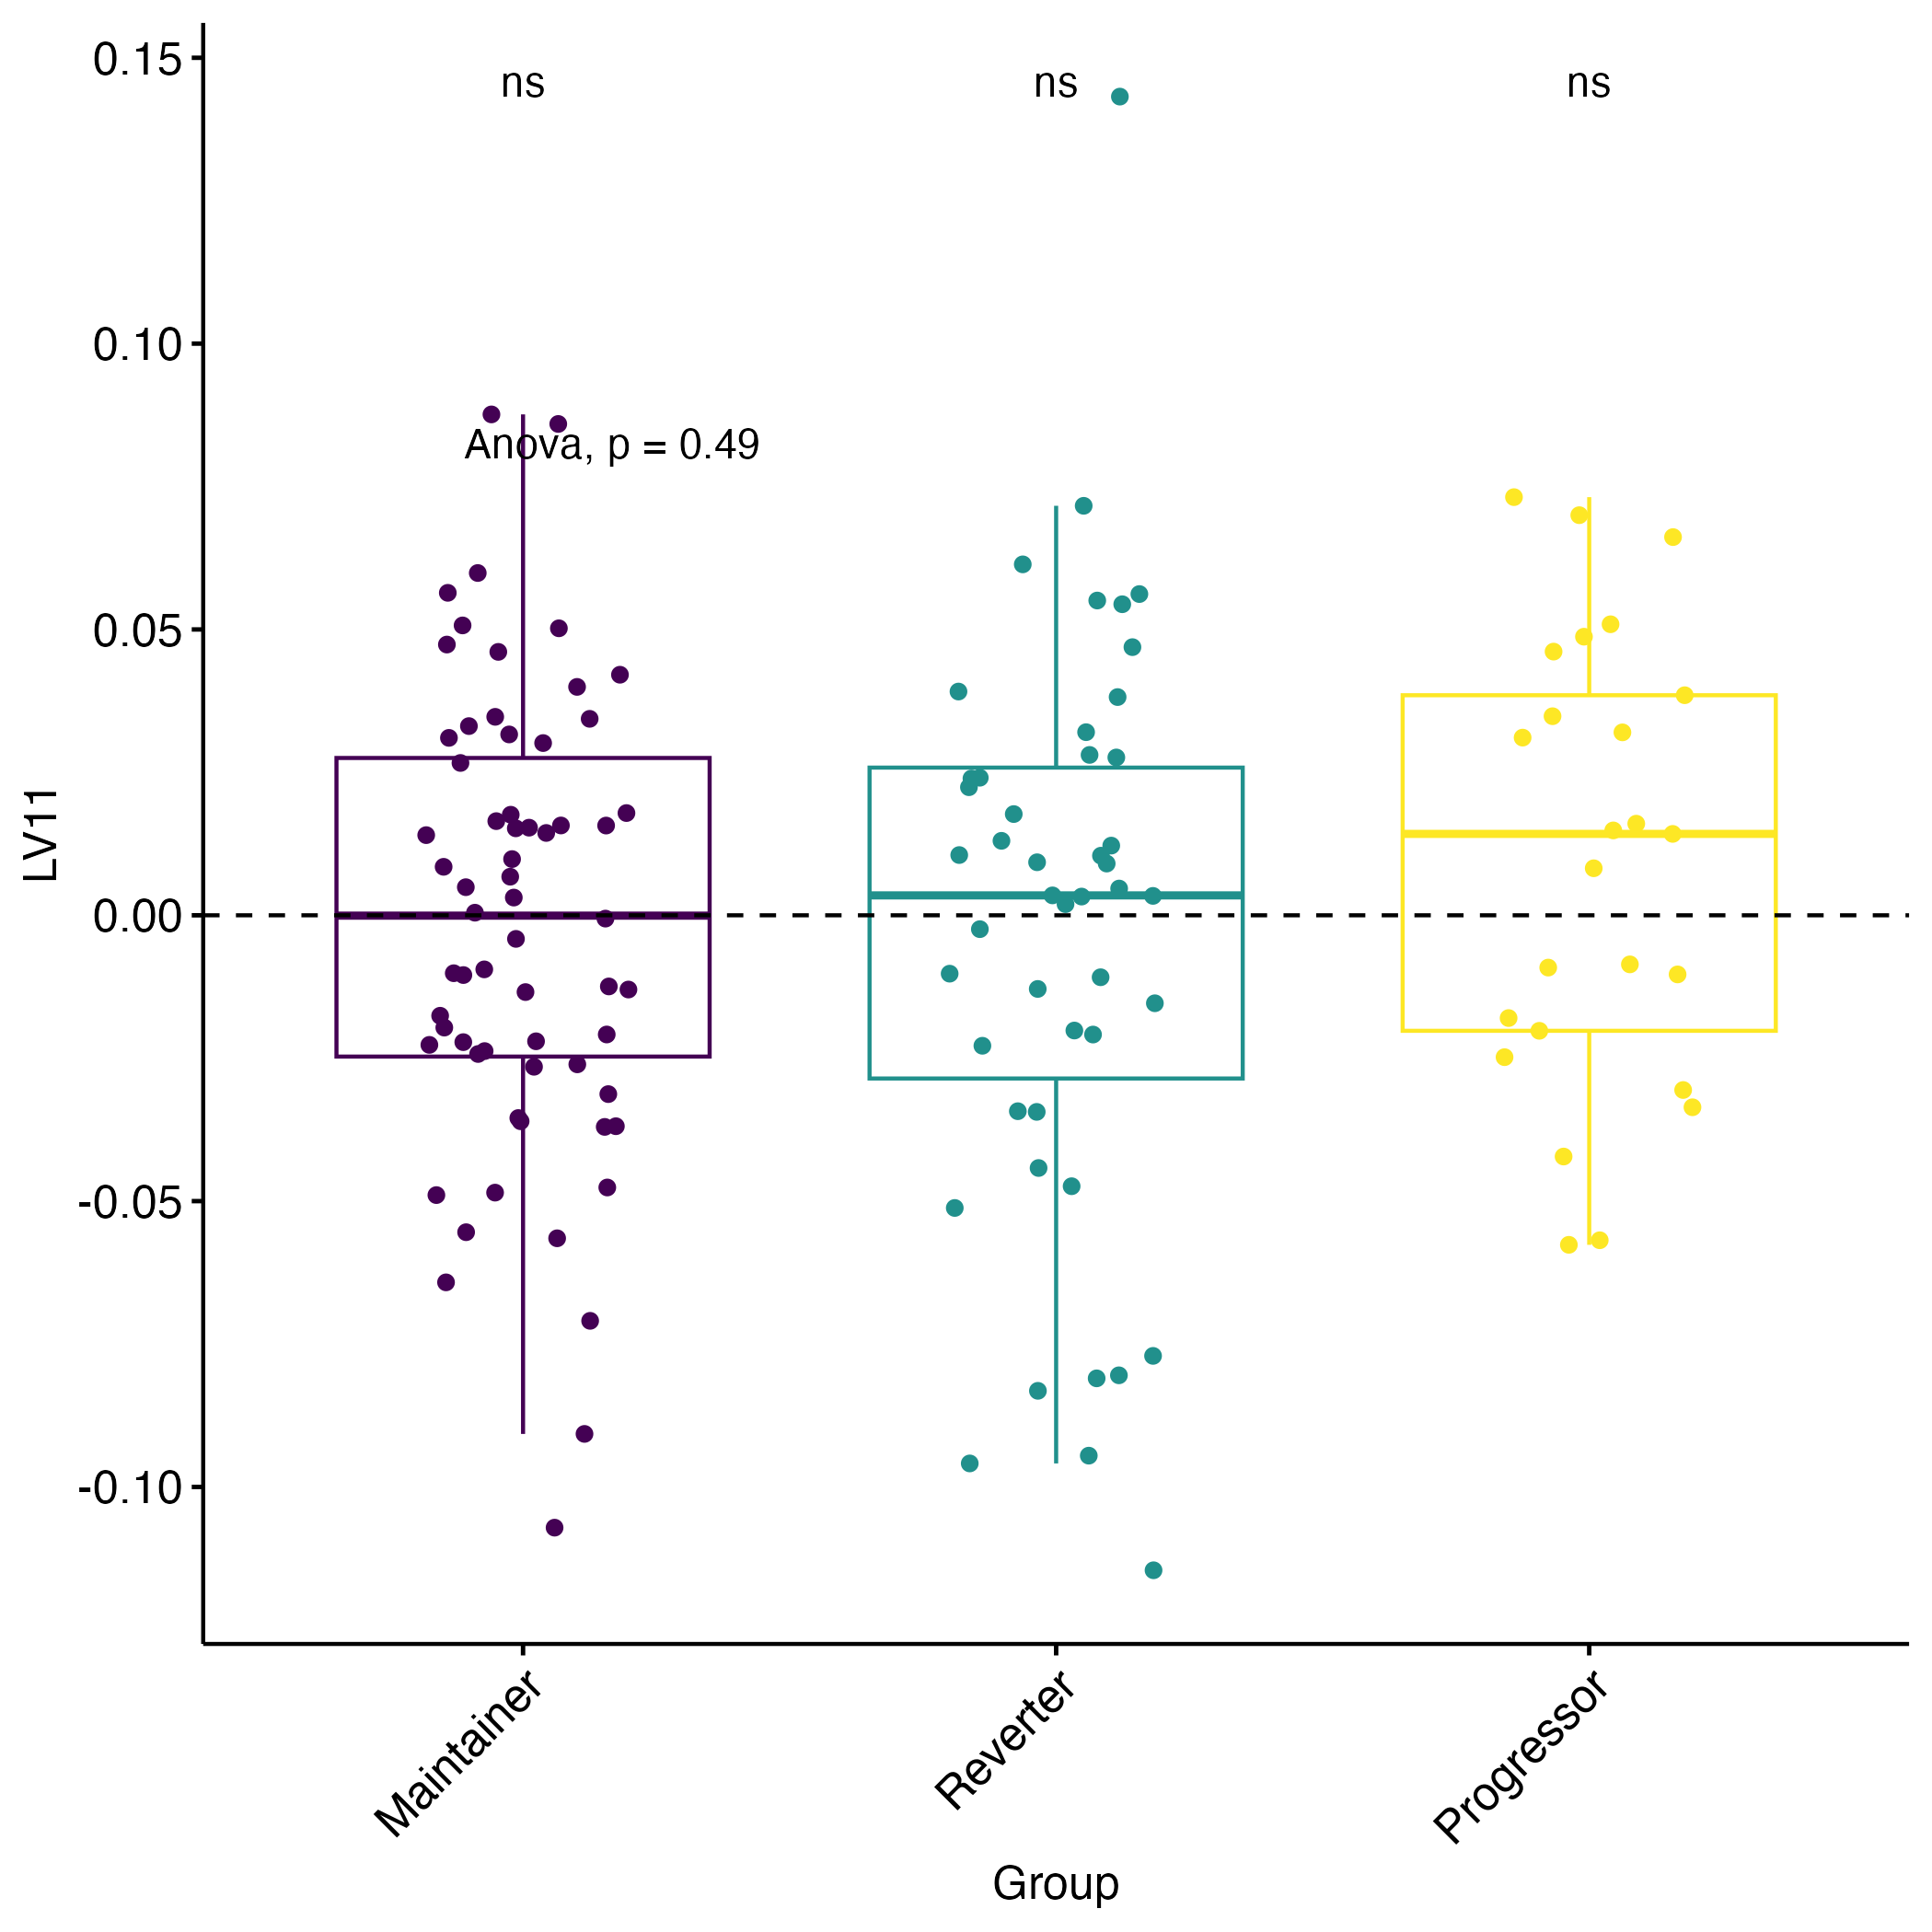 0.15
0.10
0.05
0.00
-0.05
-0.10
LV11
ns
ns
ns
Anova, p = 0.49
Maintainer
Reverter
Progressor
Group